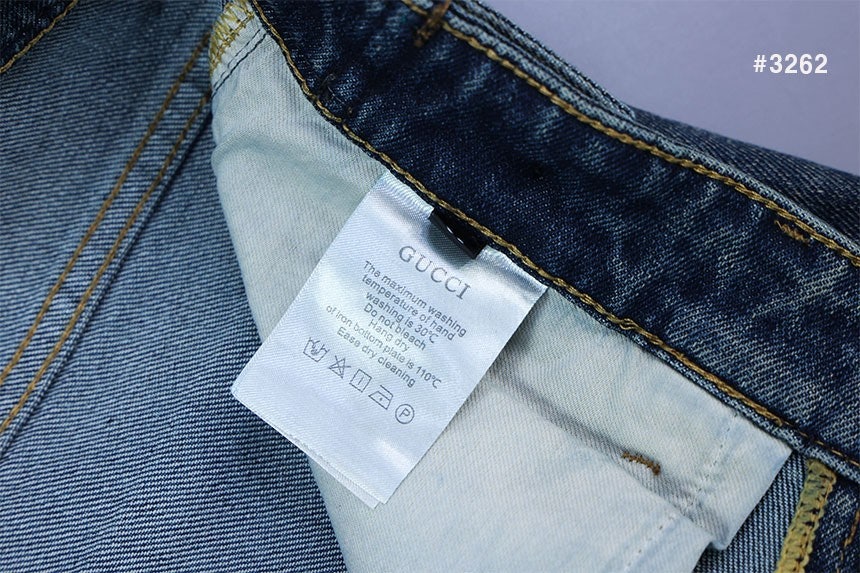 #3262
GUCCI
The maximum washing
temperature of hand
washing is 30℃
Do not bleach
Hang dry.
of iron bottom plate is 110℃
Ease dry cleaning
P